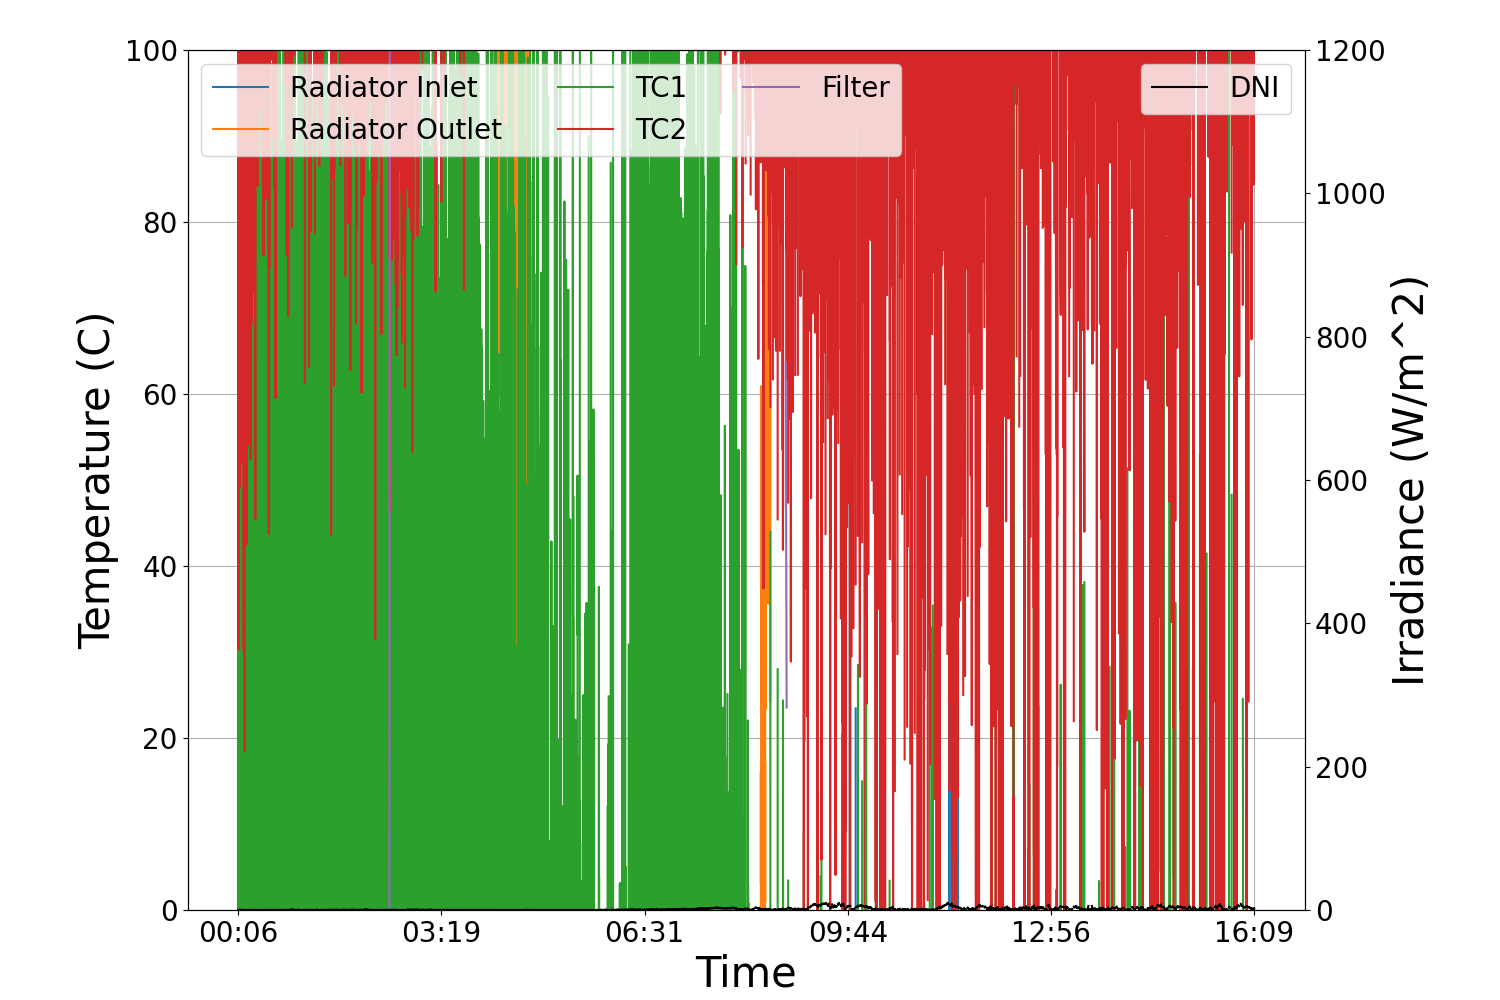 Radiator Inlet
Radiator Outlet
TC1
TC2
Filter
DNI
Temperature (C)
100
80
60
40
20
0
1200
1000
800
600
400
200
0
Irradiance (W/m^2)
00:06
03:19
06:31
09:44
12:56
16:09
Time